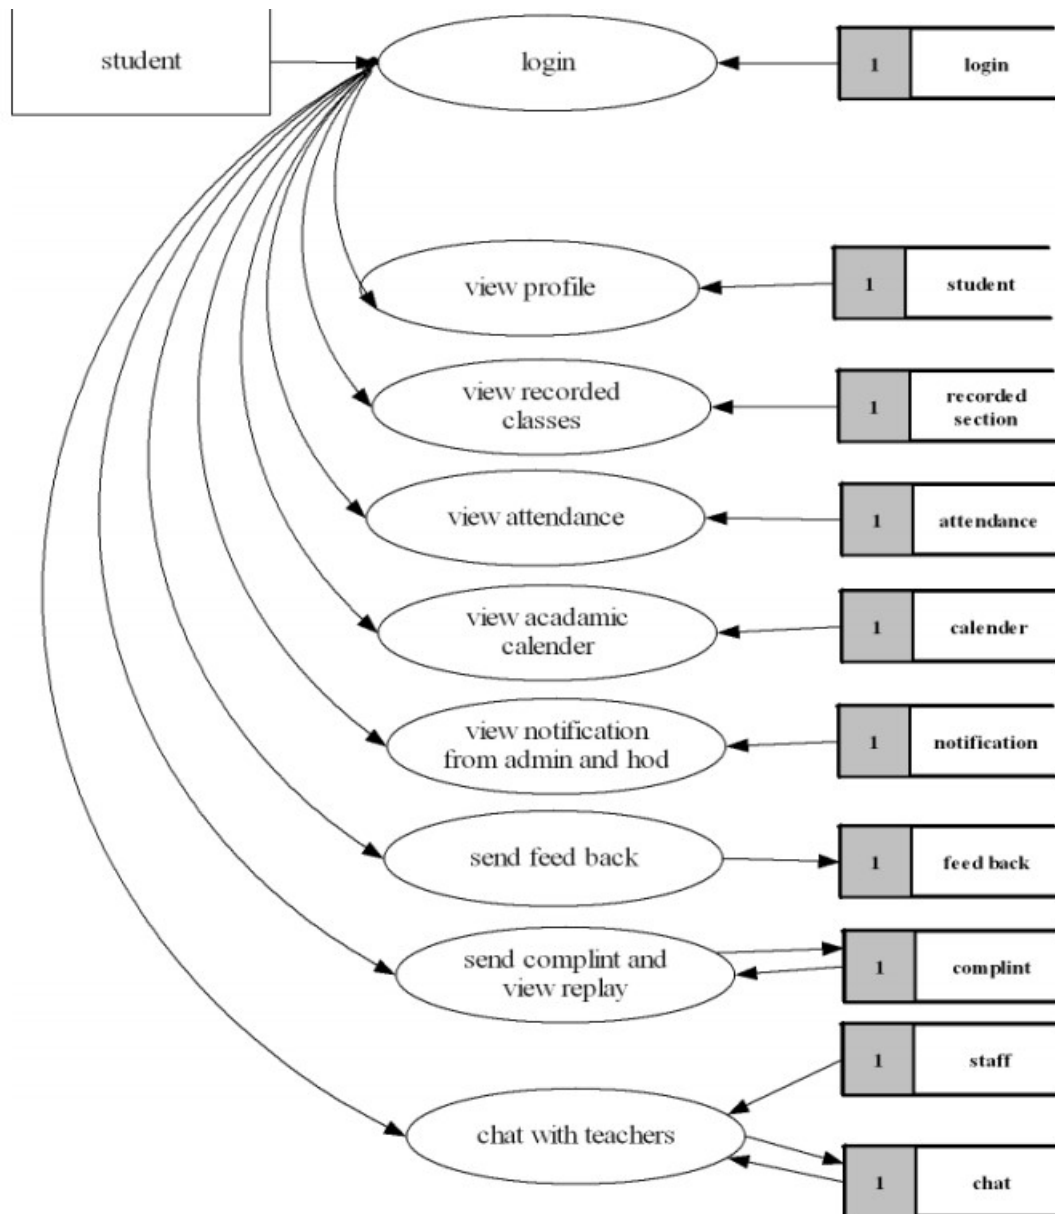 student
login
1
login
view profile
1
student
view recorded
classes
1
recorded
section
view attendance
1
attendance
view acadamic
calender
1
calender
view notification
from admin and hod
1
notification
send feed back
1
feed back
send complint and
view replay
1
complint
1
staff
chat with teachers
1
chat